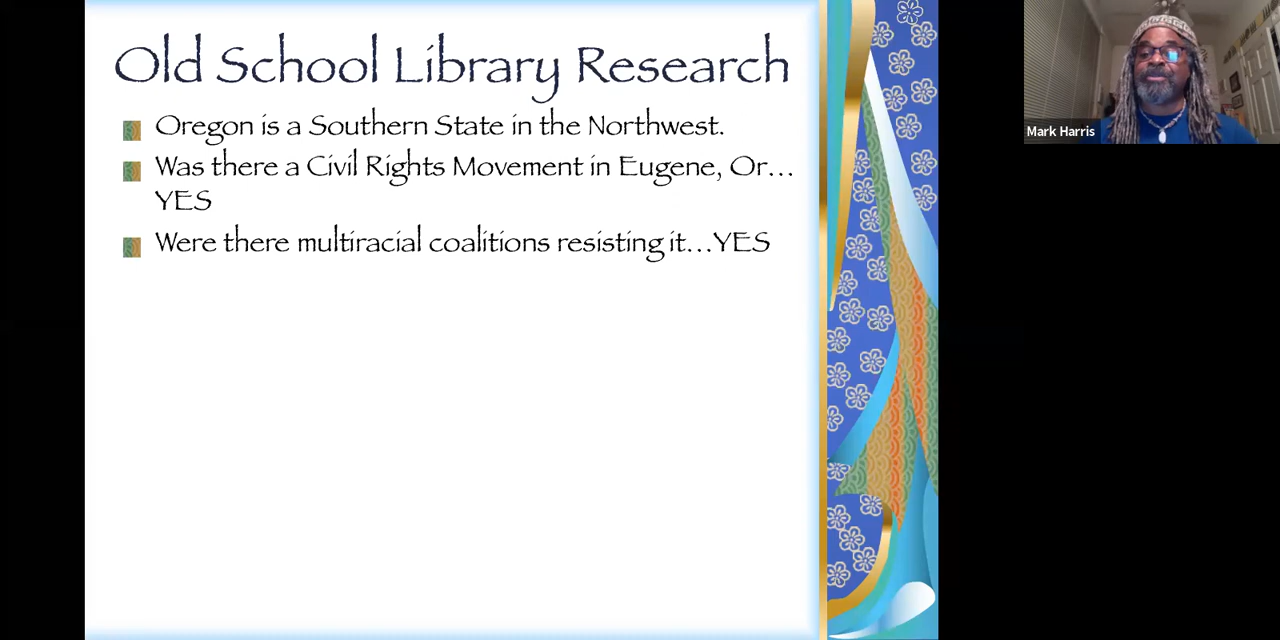 Old School Library Research
Oregon is a Southern State in the Northwest.
Was there a Civil Rights Movement in Eugene, Or…
YES
Were there multiracial coalitions resisting it…YES
Mark Harris